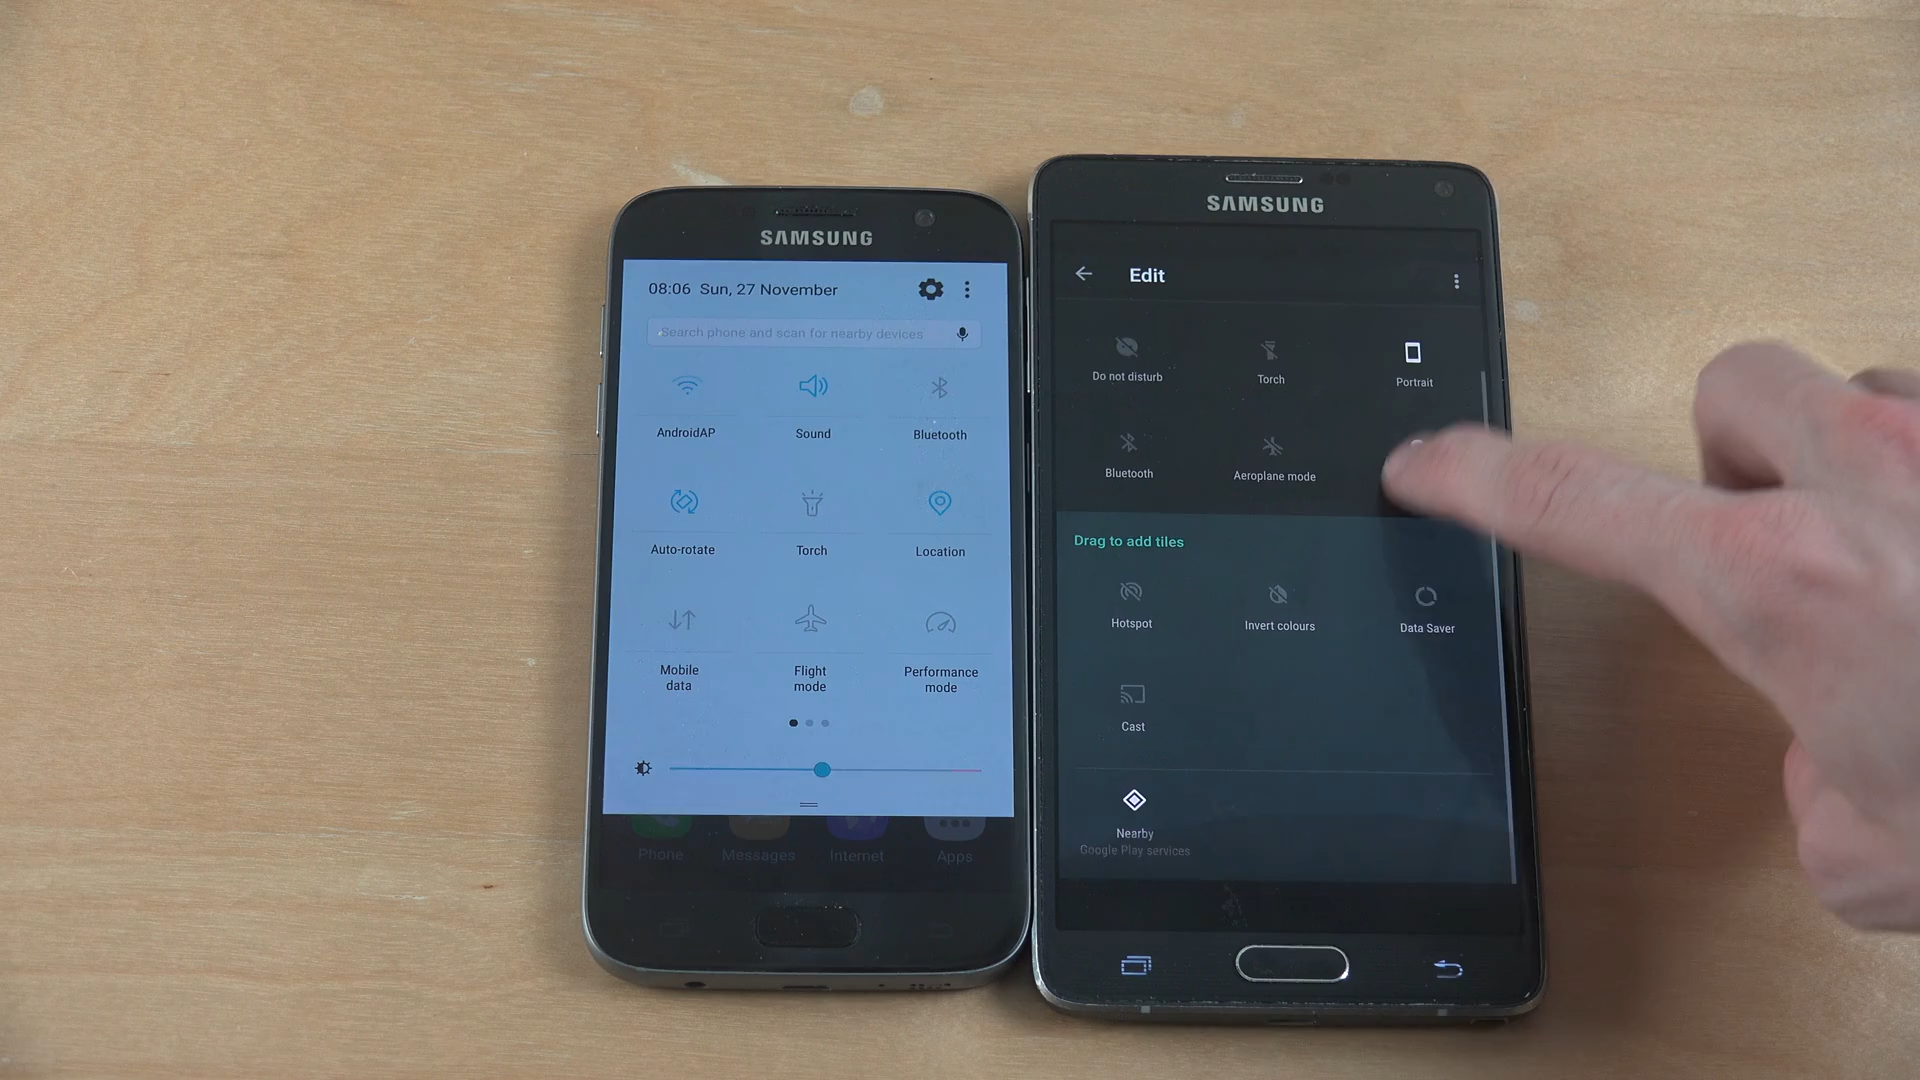 SAMSUNG
08:06 Sun, 27 November
Search phone and scan for nearby devices
AndroidAP
Sound
Bluetooth
Auto-rotate
Torch
Location
Mobile
data
Flight
mode
Performance
mode
Phone
Messages
Internet
Apps
SAMSUNG
Edit
Do not disturb
Torch
Portrait
Bluetooth
Aeroplane mode
Drag to add tiles
Hotspot
Invert colours
Data Saver
Cast
Nearby
Google Play services